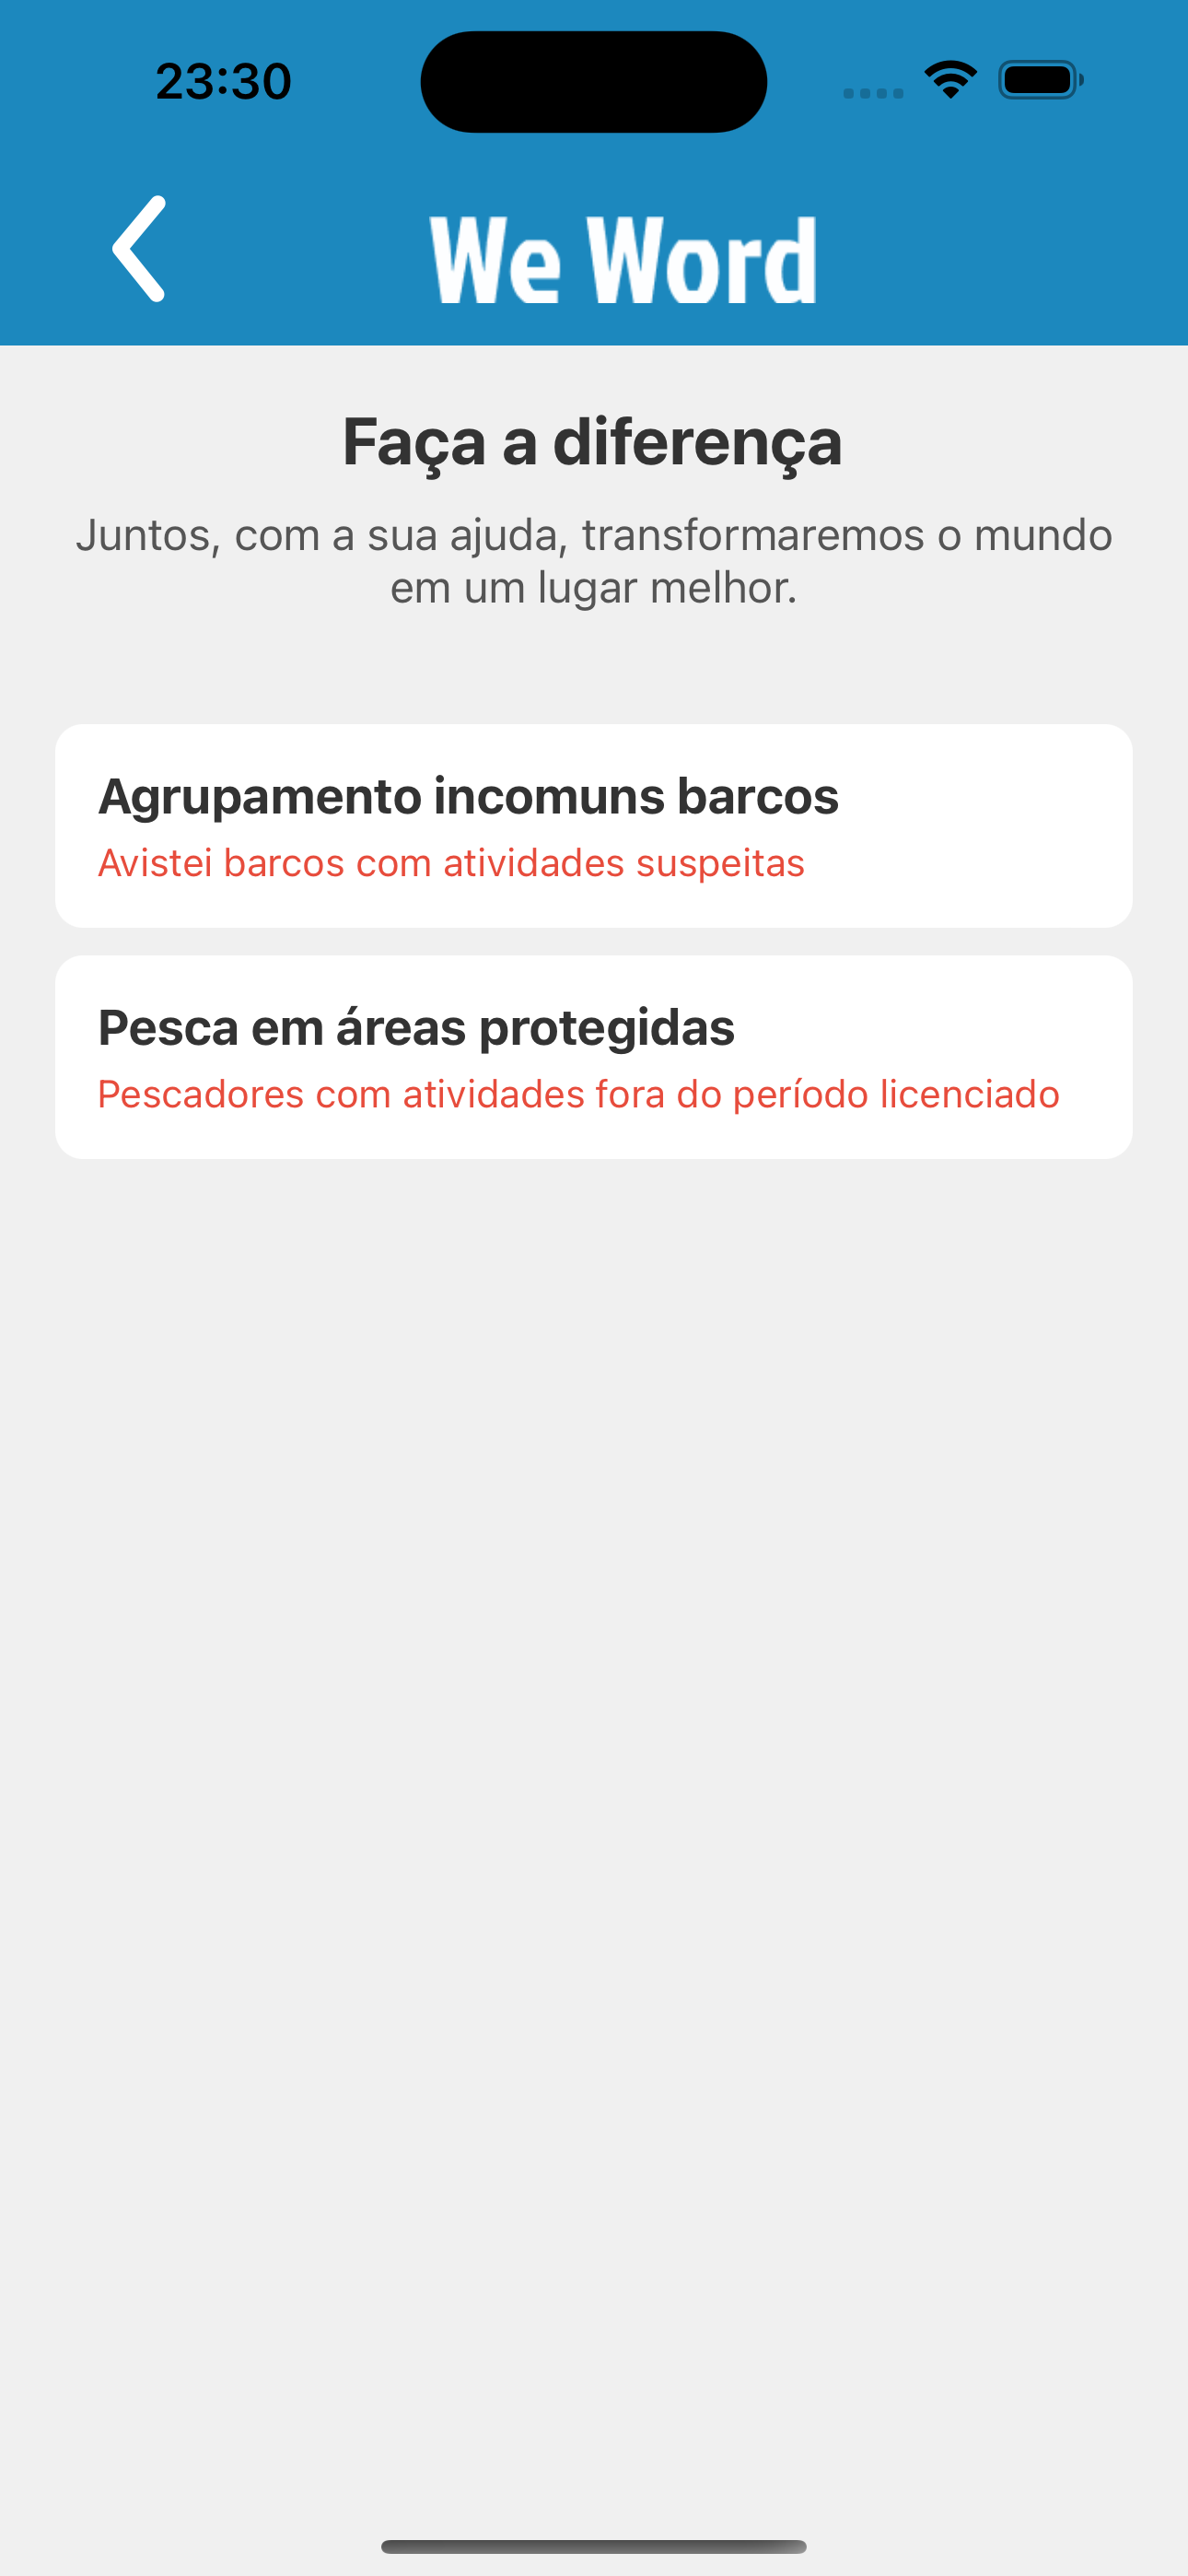 23:30
We Word
Faça a diferença
Juntos, com a sua ajuda, transformaremos o mundo
em um lugar melhor.
Agrupamento incomuns barcos
Avistei barcos com atividades suspeitas
Pesca em áreas protegidas
Pescadores com atividades fora do período licenciado